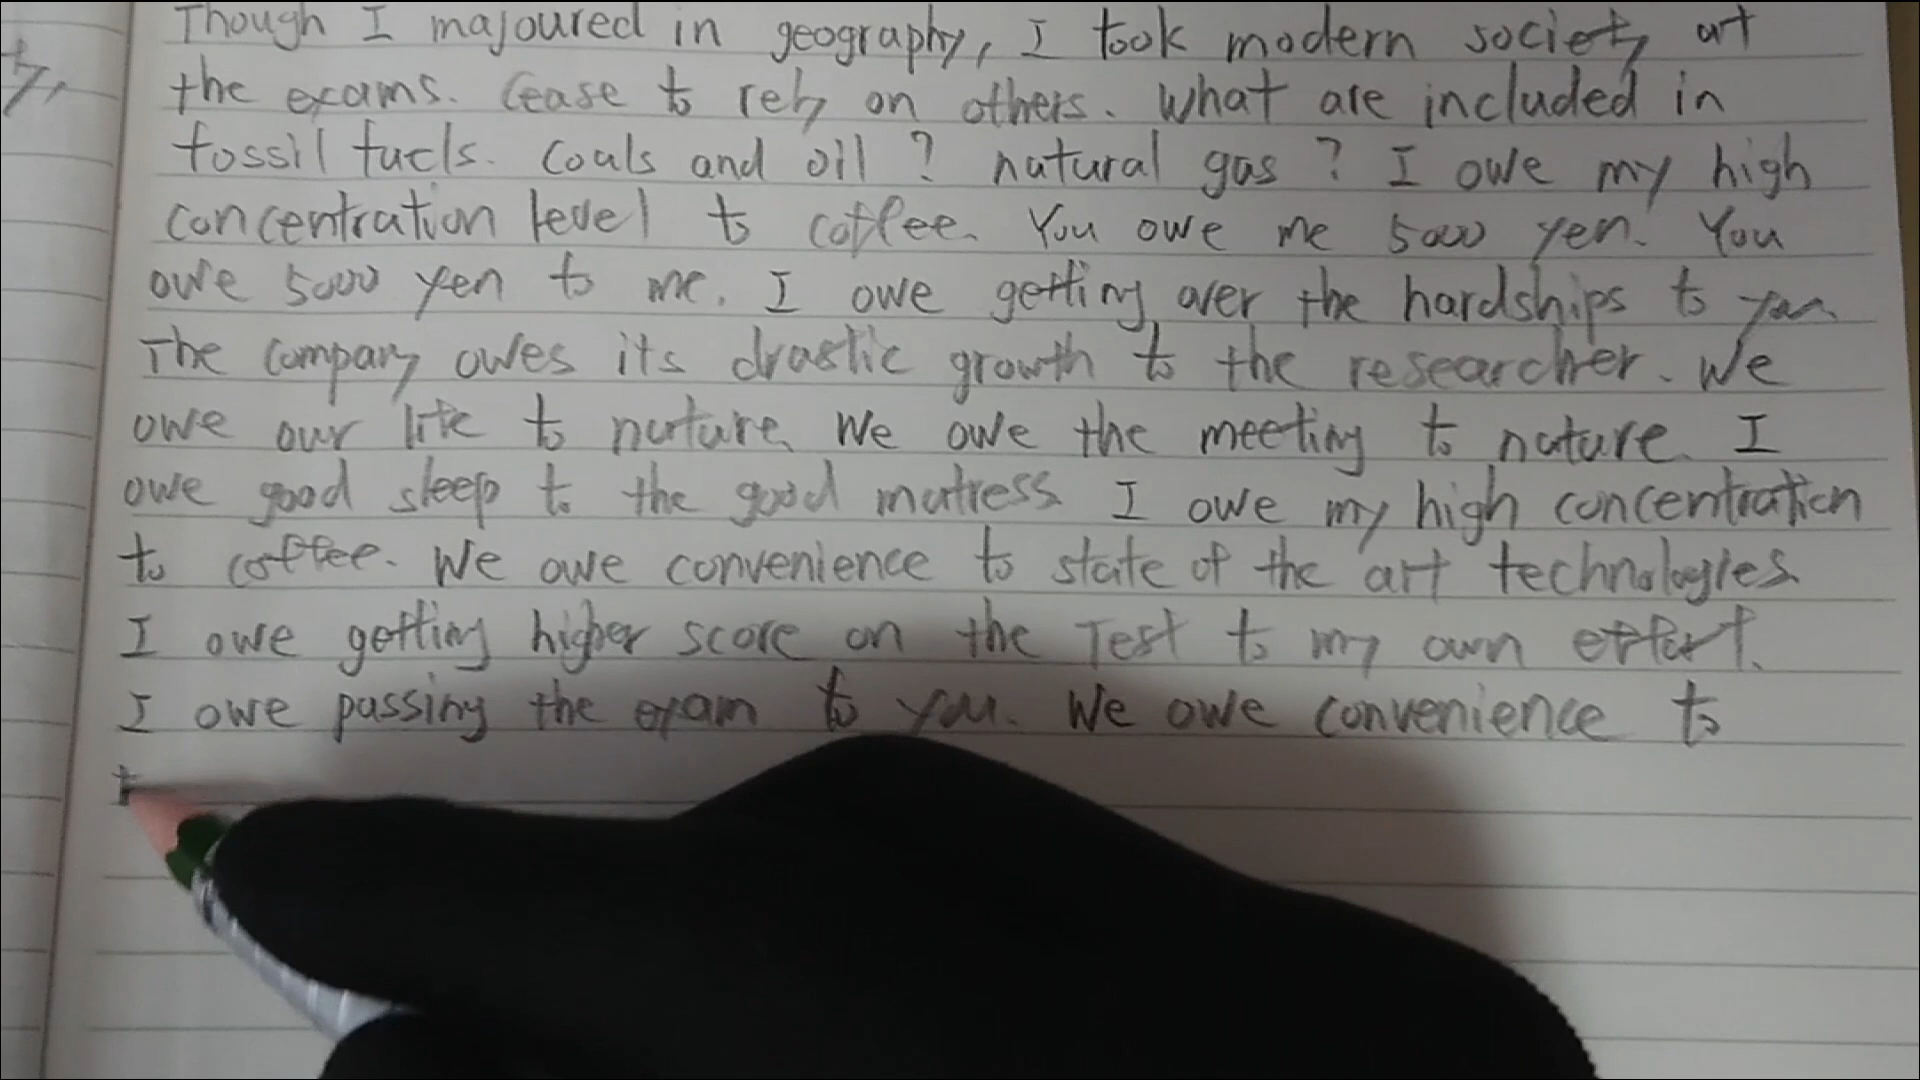 Though I majoured in geography, I took modern society at
the exams. Cease to rely on others. What are included in
fossil fuels. Coals and oil ? natural gas ? I owe my high
concentration level to coffee. You owe me 5000 yen. You
owe 5000 yen to me. I owe getting over the hardships to you.
The company owes its drastic growth to the researcher. We
owe our life to nature. We owe the meeting to nature. I
owe good sleep to the good matress. I owe my high concentration
to coffee. We owe convenience to state of the art technologies.
I owe getting higher score on the Test to my own effort.
I owe passing the exam to you. We owe convenience to